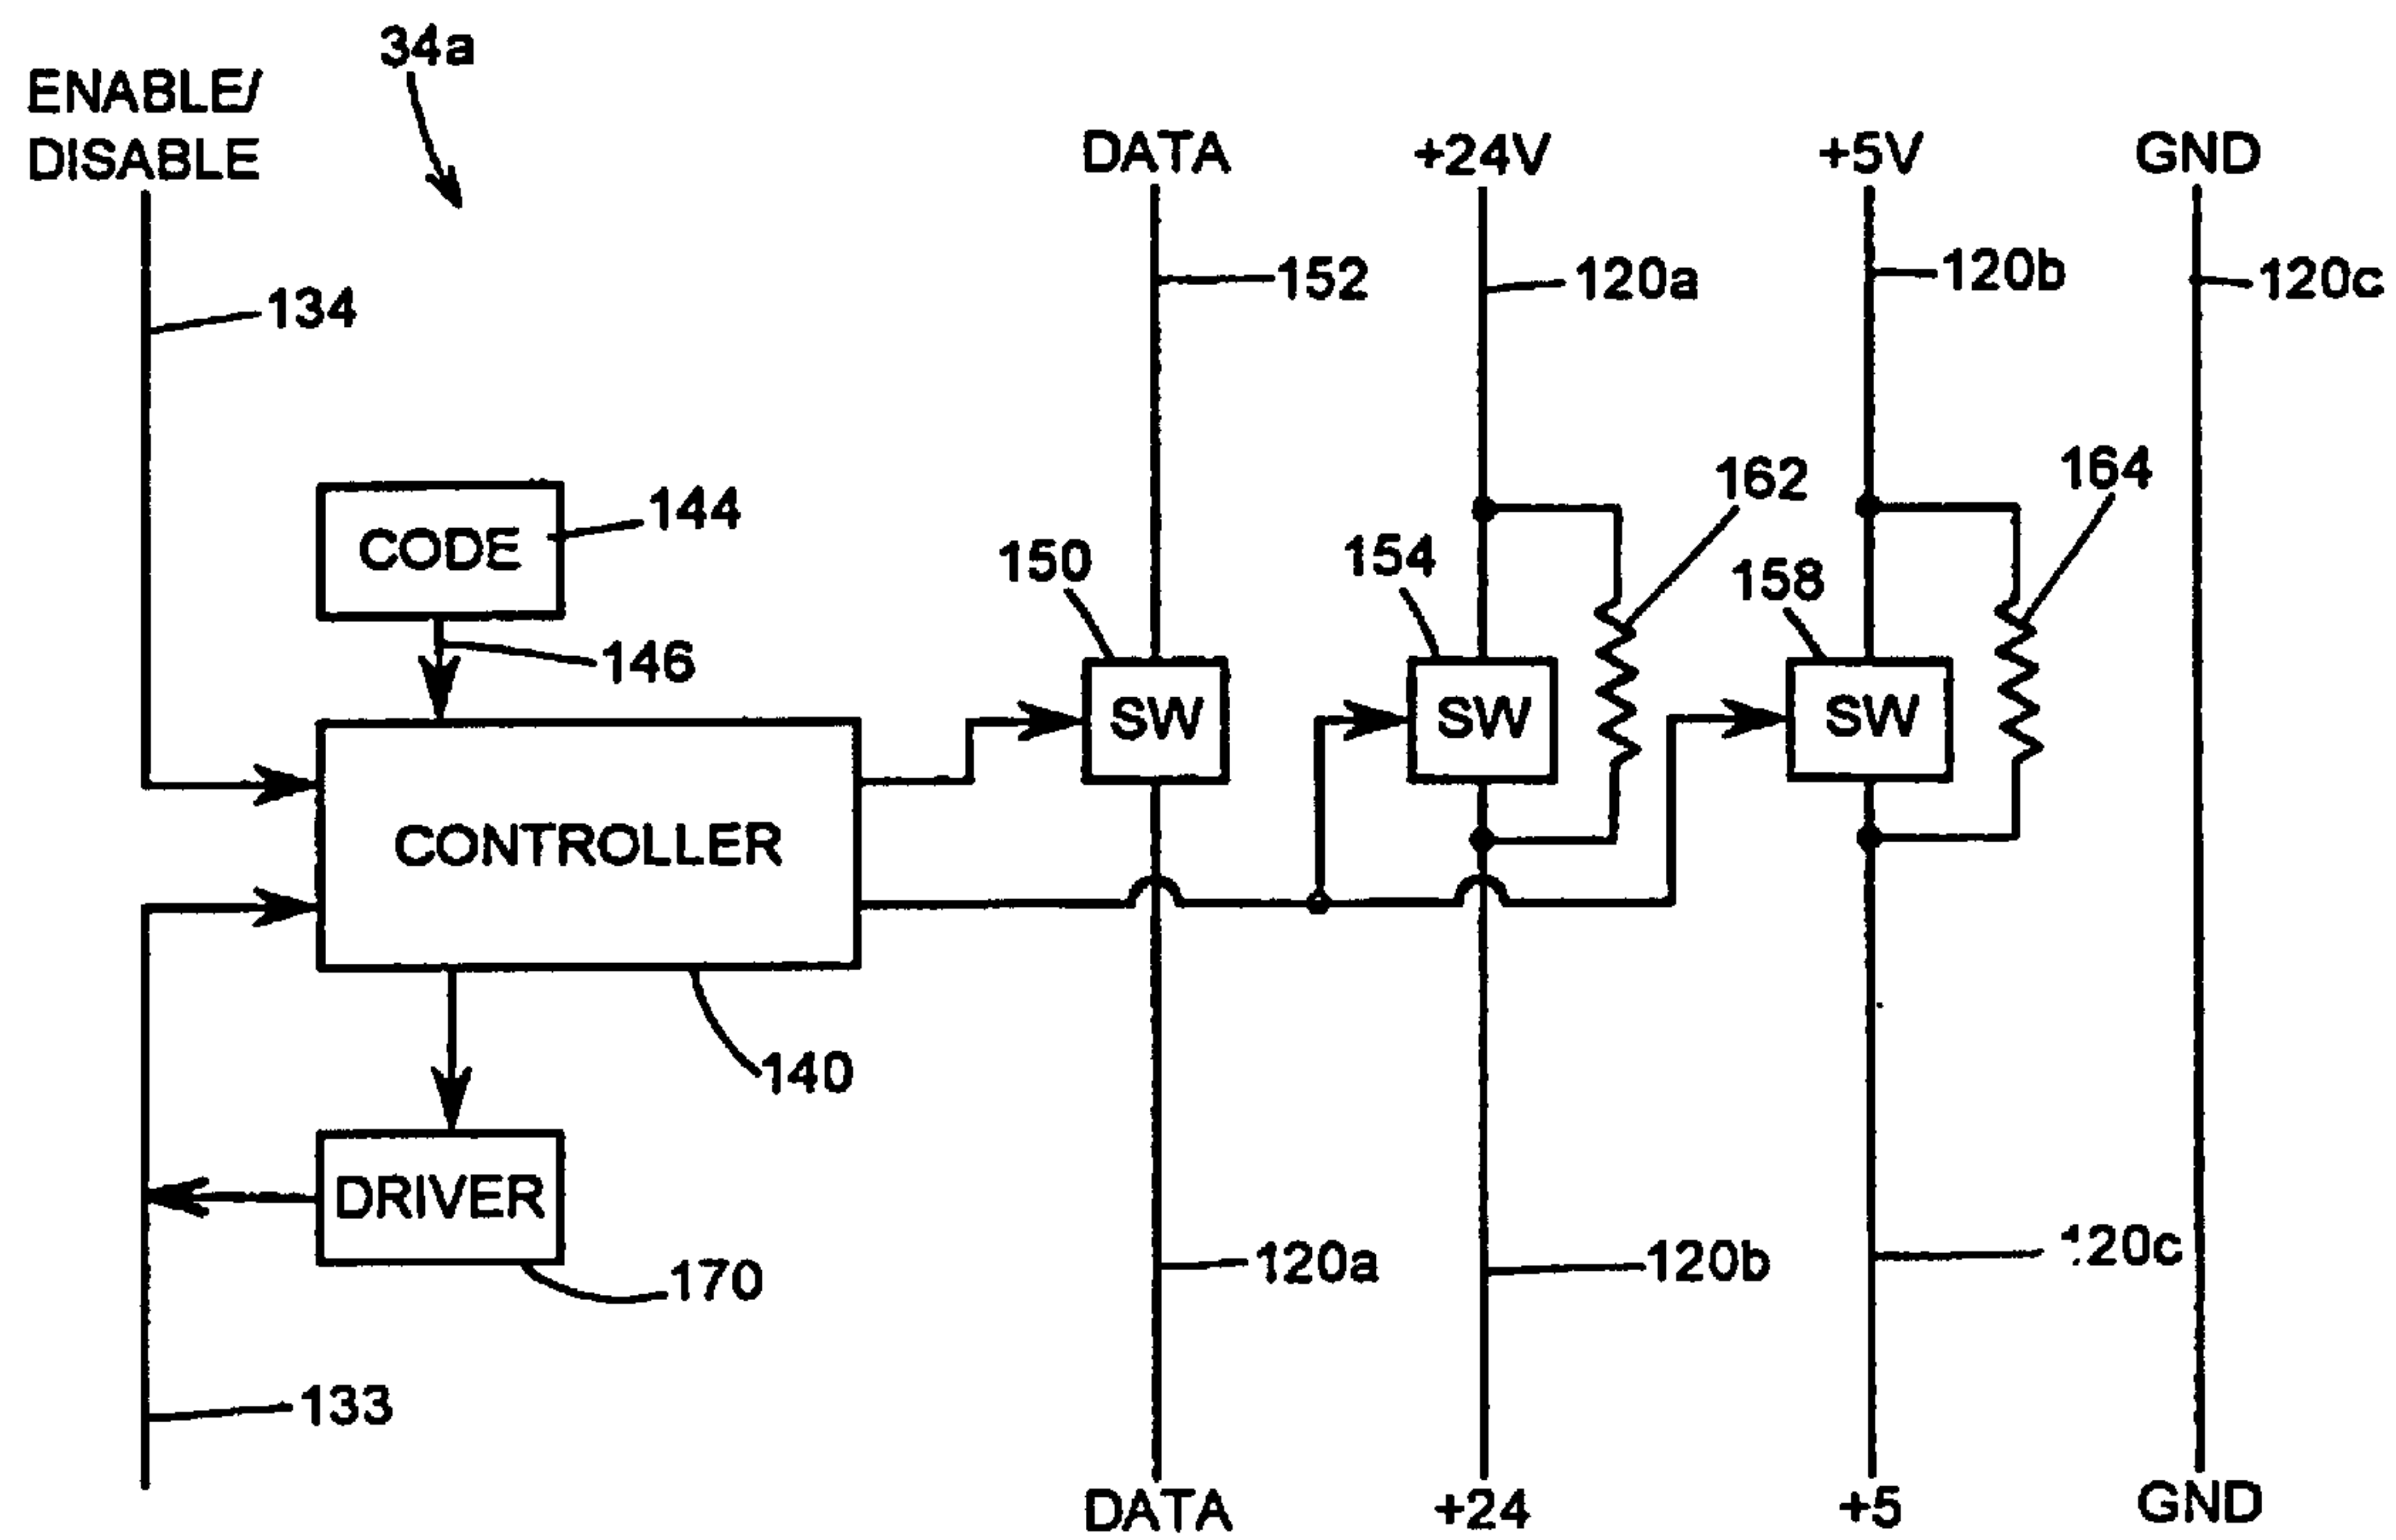 34a
ENABLE/
DISABLE
DATA
+24V
+5V
GND
152
120a
120b
120c
134
CODE
144
146
150
154
162
158
164
SW
SW
SW
CONTROLLER
140
DRIVER
170
120a
120b
120c
133
DATA
+24
+5
GND